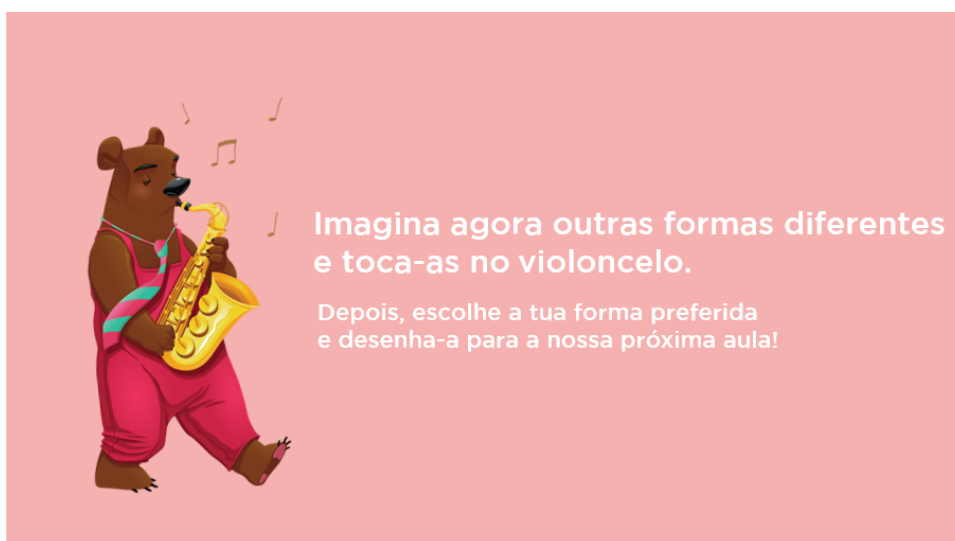 Imagina agora outras formas diferentes
e toca-as no violoncelo.
Depois, escolhe a tua forma preferida
e desenha-a para a nossa próxima aula!